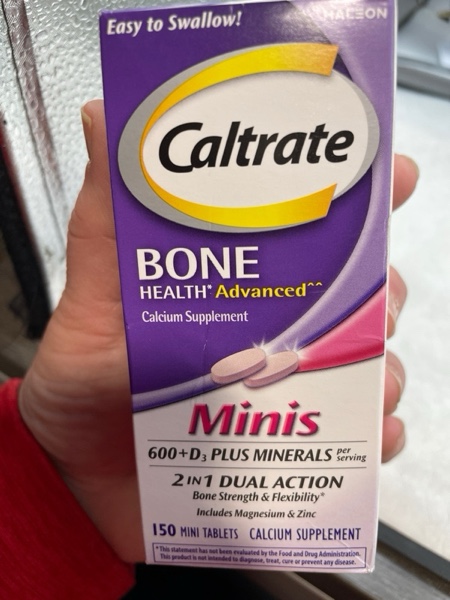 Easy to Swallow!
HALEON
Caltrate
BONE
HEALTH* Advanced^^
Calcium Supplement
Minis
600+D₃ PLUS MINERALS per serving
2 IN 1 DUAL ACTION
Bone Strength & Flexibility*
Includes Magnesium & Zinc
150 MINI TABLETS CALCIUM SUPPLEMENT
*This statement has not been evaluated by the Food and Drug Administration.
This product is not intended to diagnose, treat, cure or prevent any disease.